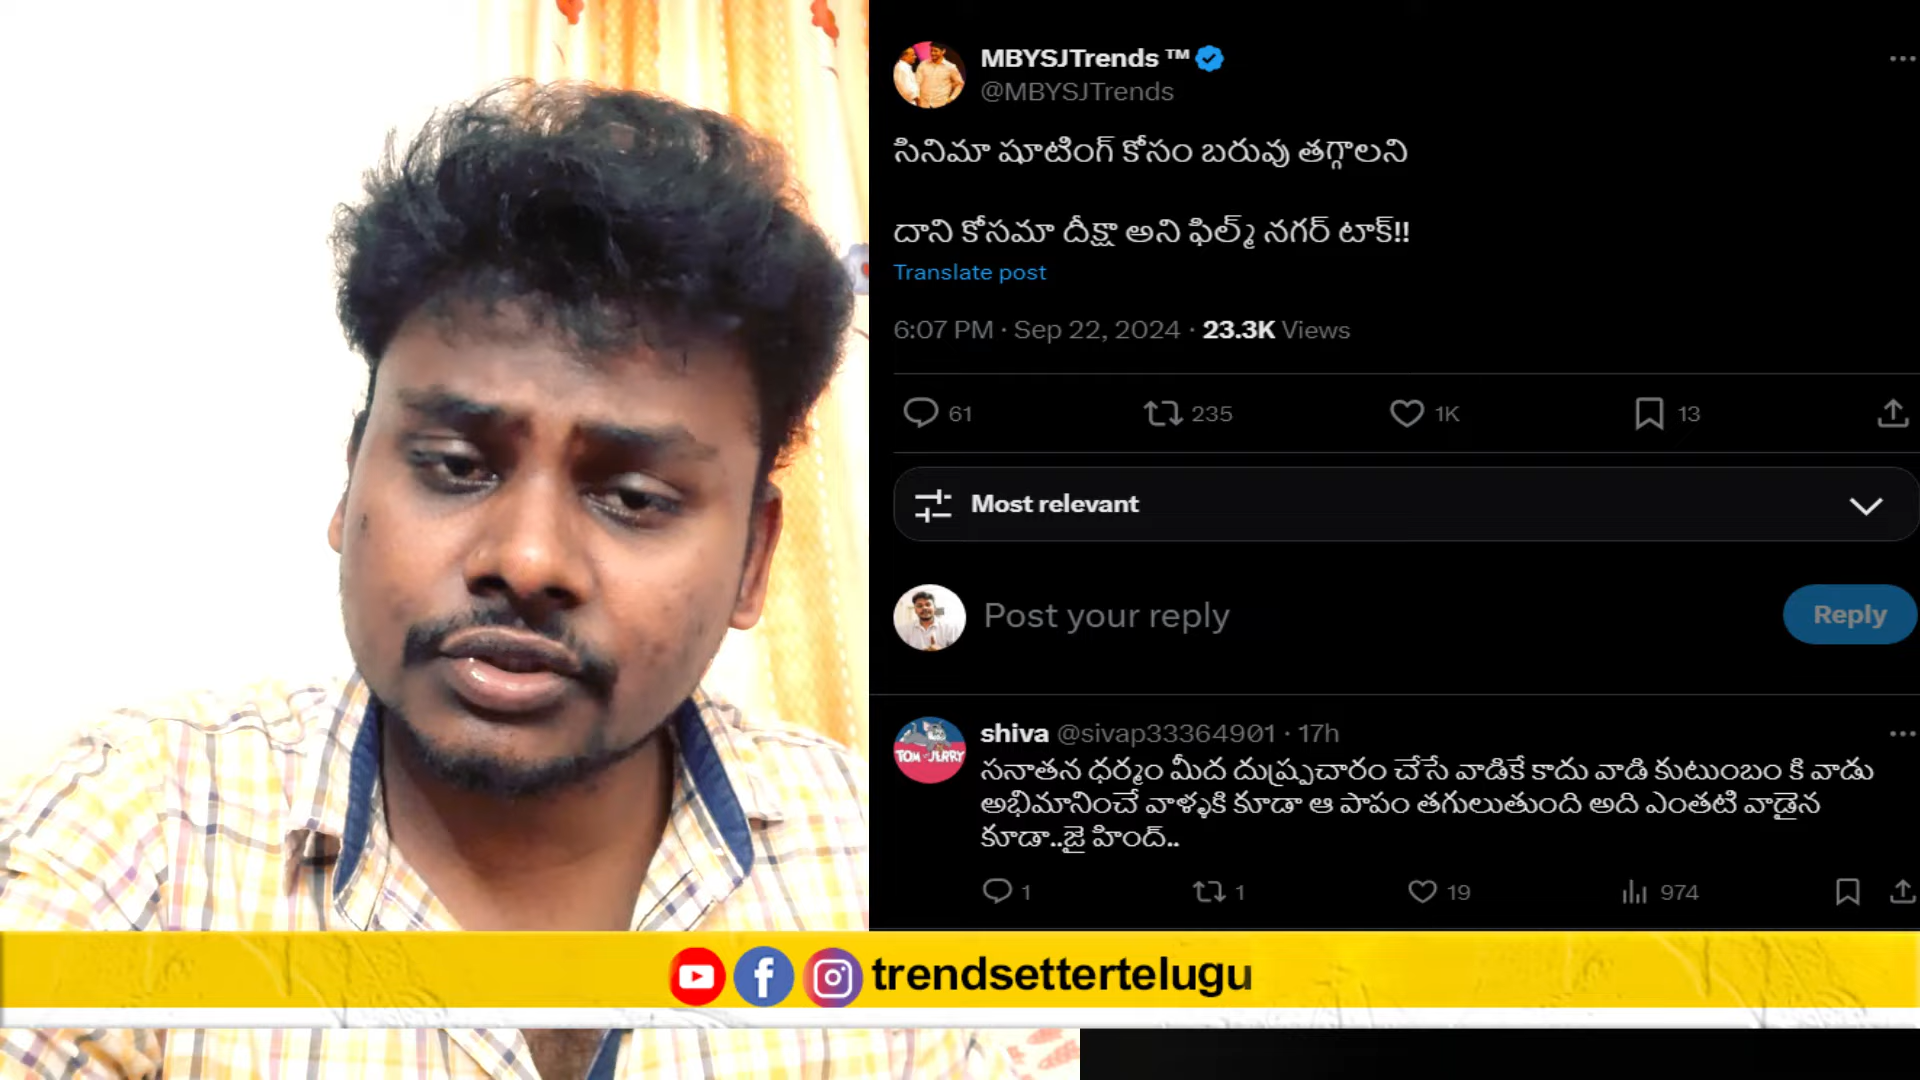 MBYSJTrends ™
@MBYSJTrends
సినిమా షూటింగ్ కోసం బరువు తగ్గాలని
దాని కోసమా దీక్షా అని ఫిల్మ్ నగర్ టాక్!!
Translate post
6:07 PM · Sep 22, 2024 · 23.3K Views
61 235 1K 13
Most relevant
Post your reply
Reply
shiva @sivap33364901 · 17h
TOM JERRY
సనాతన ధర్మం మీద దుష్ప్రచారం చేసే వాడికే కాదు వాడి కుటుంబం కి వాడు
అభిమానించే వాళ్ళకి కూడా ఆ పాపం తగులుతుంది అది ఎంతటి వాడైన
కూడా..జై హింద్..
1 1 19 974
trendsettertelugu